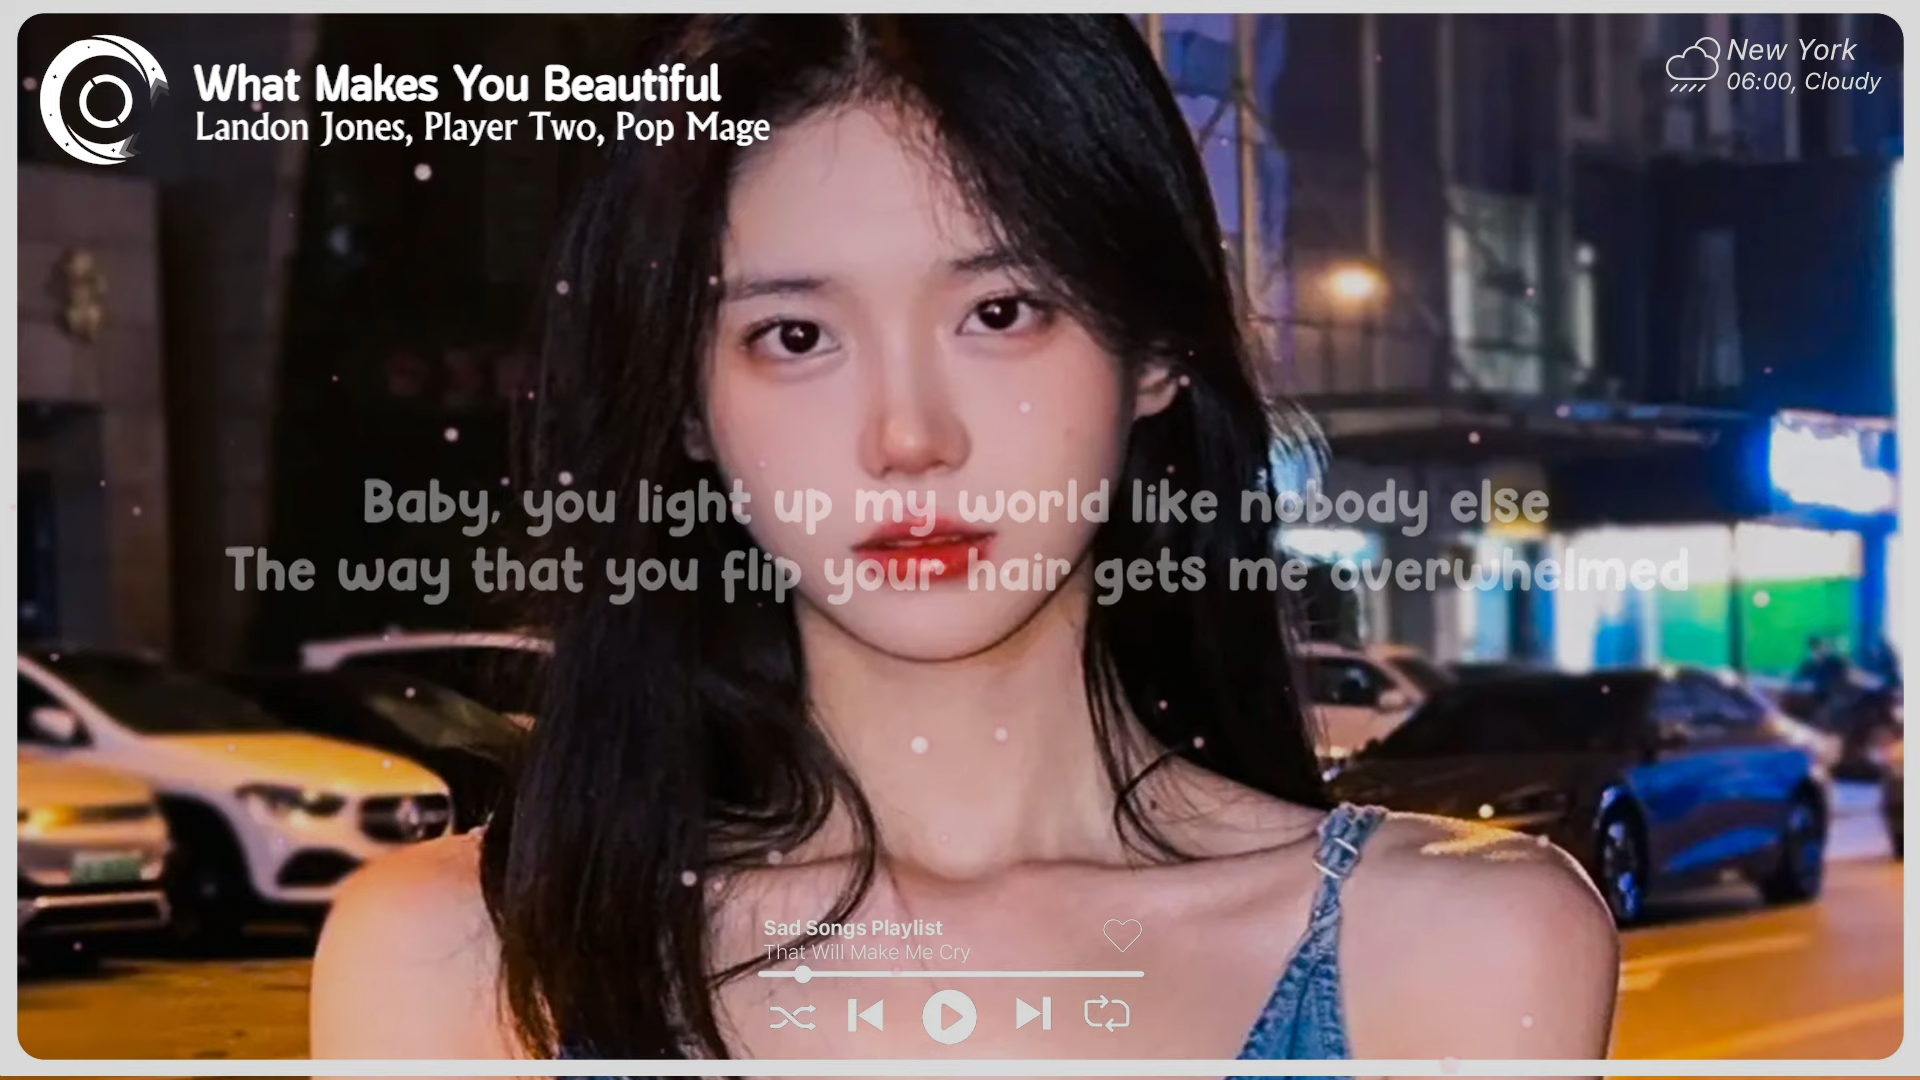 What Makes You Beautiful
Landon Jones, Player Two, Pop Mage
New York
06:00, Cloudy
Baby, you light up my world like nobody else
The way that you flip your hair gets me overwhelmed
Sad Songs Playlist
That Will Make Me Cry